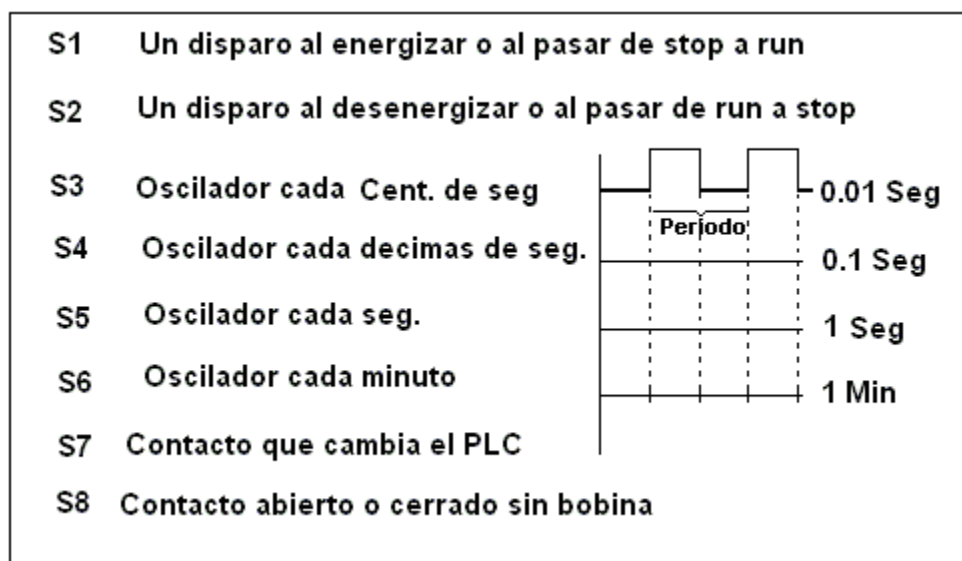 S1 Un disparo al energizar o al pasar de stop a run
S2 Un disparo al desenergizar o al pasar de run a stop
S3 Oscilador cada Cent. de seg
0.01 Seg
Período
S4 Oscilador cada decimas de seg.
0.1 Seg
S5 Oscilador cada seg.
1 Seg
S6 Oscilador cada minuto
1 Min
S7 Contacto que cambia el PLC
S8 Contacto abierto o cerrado sin bobina